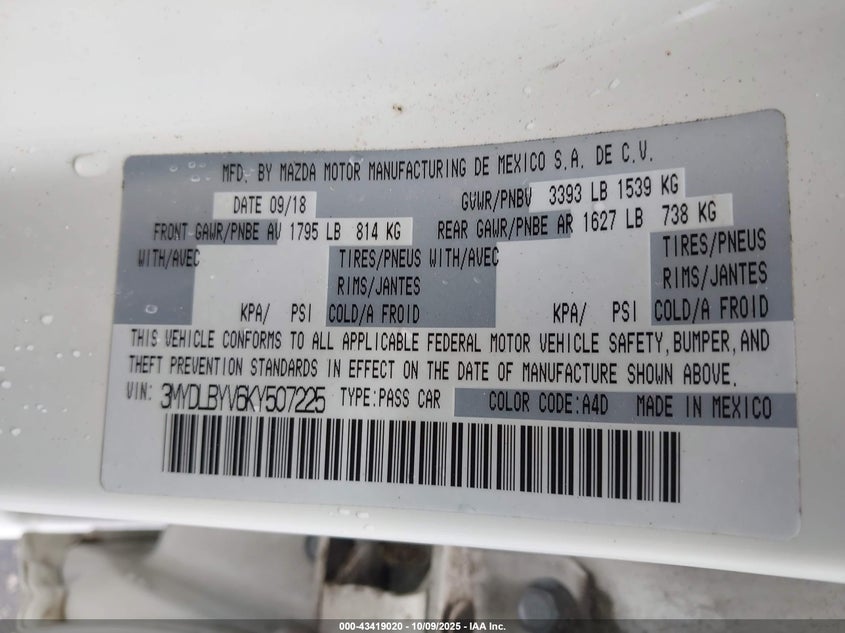 MFD. BY MAZDA MOTOR MANUFACTURING DE MEXICO S.A. DE C.V.
DATE 09/18 GVWR/PNBV 3393 LB 1539 KG
FRONT GAWR/PNBE AV 1795 LB 814 KG REAR GAWR/PNBE AR 1627 LB 738 KG
WITH/AVEC TIRES/PNEUS WITH/AVEC TIRES/PNEUS
RIMS/JANTES RIMS/JANTES
KPA/ PSI COLD/A FROID KPA/ PSI COLD/A FROID
THIS VEHICLE CONFORMS TO ALL APPLICABLE FEDERAL MOTOR VEHICLE SAFETY, BUMPER, AND
THEFT PREVENTION STANDARDS IN EFFECT ON THE DATE OF MANUFACTURE SHOWN ABOVE.
VIN: 3MYDLBYV6KY507225 TYPE:PASS CAR COLOR CODE:A4D MADE IN MEXICO
000-43419020 - 10/09/2025 - IAA Inc.